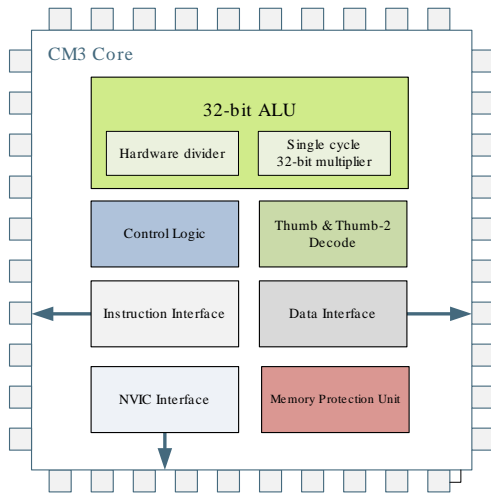 CM3 Core
32-bit ALU
Hardware divider
Single cycle
32-bit multiplier
Control Logic
Thumb & Thumb-2
Decode
Instruction Interface
Data Interface
NVIC Interface
Memory Protection Unit